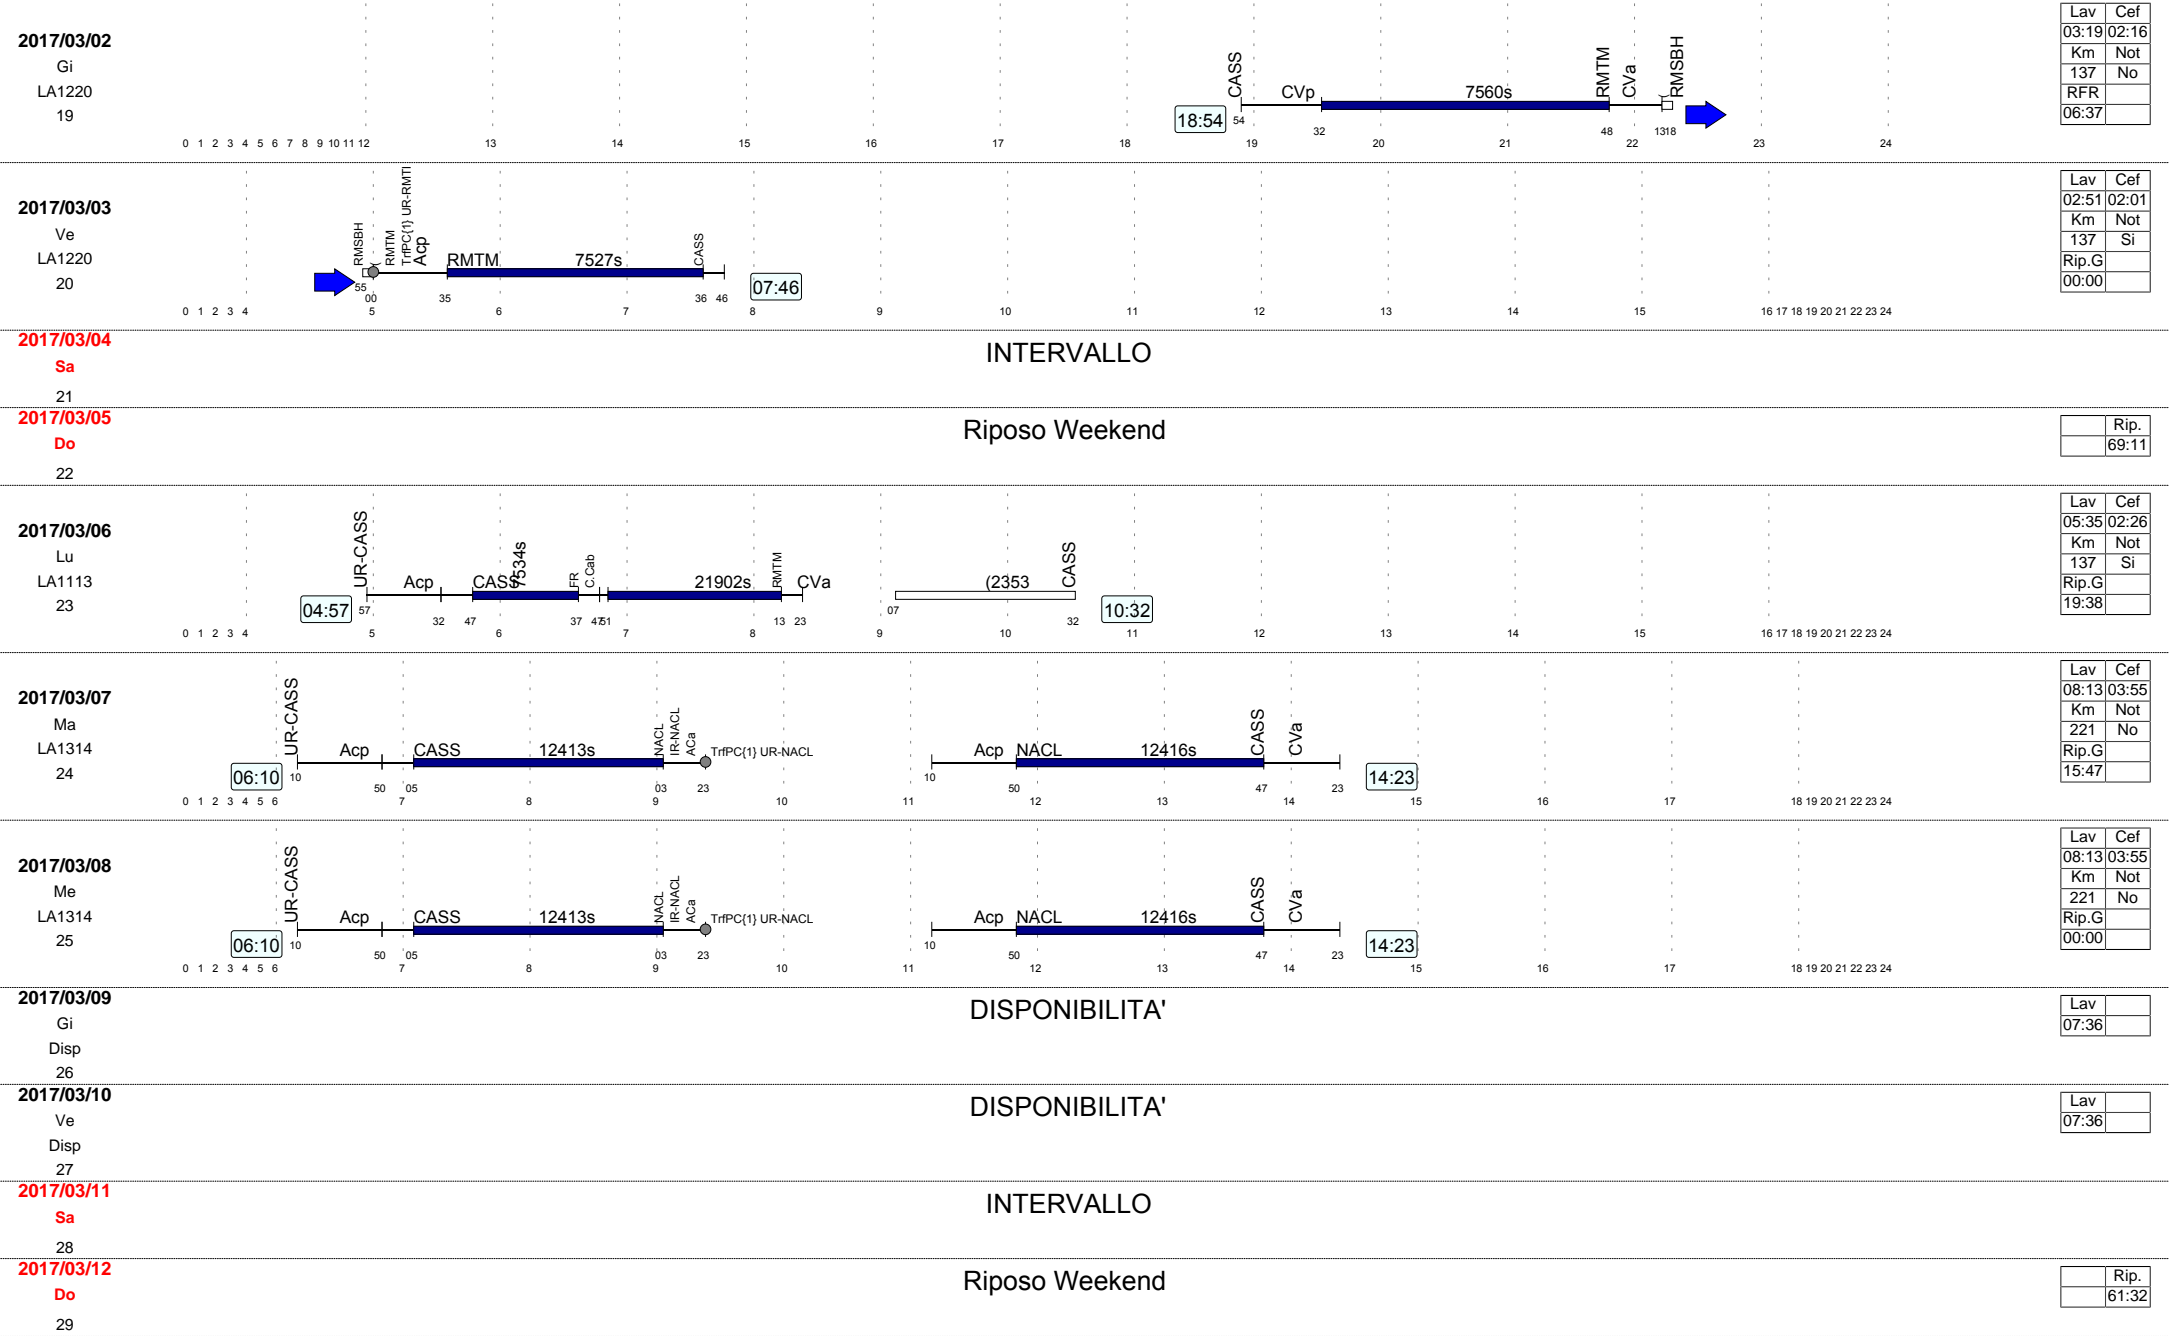 2017/03/02
Gi
LA1220
19
18:54
CASS
CVp
7560s
RMTM
CVa
(
RMSBH
54 32 48 1318
0 1 2 3 4 5 6 7 8 9 10 11 12 13 14 15 16 17 18 19 20 21 22 23 24
Lav Cef
03:19 02:16
Km Not
137 No
RFR
06:37
2017/03/03
Ve
LA1220
20
RMSBH
(
RMTM
TrfPC{1} UR-RMTI
Acp
RMTM
7527s
CASS
07:46
55 00 35 36 46
0 1 2 3 4 5 6 7 8 9 10 11 12 13 14 15 16 17 18 19 20 21 22 23 24
Lav Cef
02:51 02:01
Km Not
137 Si
Rip.G
00:00
2017/03/04
Sa
21
INTERVALLO
2017/03/05
Do
22
Riposo Weekend
Rip.
69:11
2017/03/06
Lu
LA1113
23
04:57
UR-CASS
Acp
CASS
7534s
FR
C.Cab
21902s
RMTM
CVa
(2353
CASS
10:32
57 32 47 37 47 51 13 23 07 32
0 1 2 3 4 5 6 7 8 9 10 11 12 13 14 15 16 17 18 19 20 21 22 23 24
Lav Cef
05:35 02:26
Km Not
137 Si
Rip.G
19:38
2017/03/07
Ma
LA1314
24
06:10
UR-CASS
Acp
CASS
12413s
NACL
IR-NACL
ACa
TrfPC{1} UR-NACL
Acp
NACL
12416s
CASS
CVa
14:23
10 50 05 03 23 10 50 47 23
0 1 2 3 4 5 6 7 8 9 10 11 12 13 14 15 16 17 18 19 20 21 22 23 24
Lav Cef
08:13 03:55
Km Not
221 No
Rip.G
15:47
2017/03/08
Me
LA1314
25
06:10
UR-CASS
Acp
CASS
12413s
NACL
IR-NACL
ACa
TrfPC{1} UR-NACL
Acp
NACL
12416s
CASS
CVa
14:23
10 50 05 03 23 10 50 47 23
0 1 2 3 4 5 6 7 8 9 10 11 12 13 14 15 16 17 18 19 20 21 22 23 24
Lav Cef
08:13 03:55
Km Not
221 No
Rip.G
00:00
2017/03/09
Gi
Disp
26
DISPONIBILITA'
Lav
07:36
2017/03/10
Ve
Disp
27
DISPONIBILITA'
Lav
07:36
2017/03/11
Sa
28
INTERVALLO
2017/03/12
Do
29
Riposo Weekend
Rip.
61:32